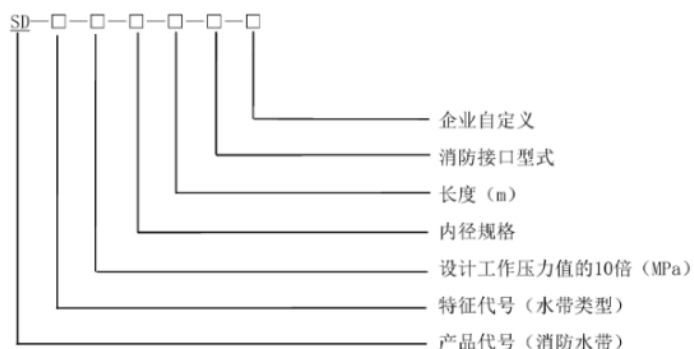 SD—□—□—□—□—□—□
企业自定义
消防接口型式
长度（m）
内径规格
设计工作压力值的10倍（MPa）
特征代号（水带类型）
产品代号（消防水带）